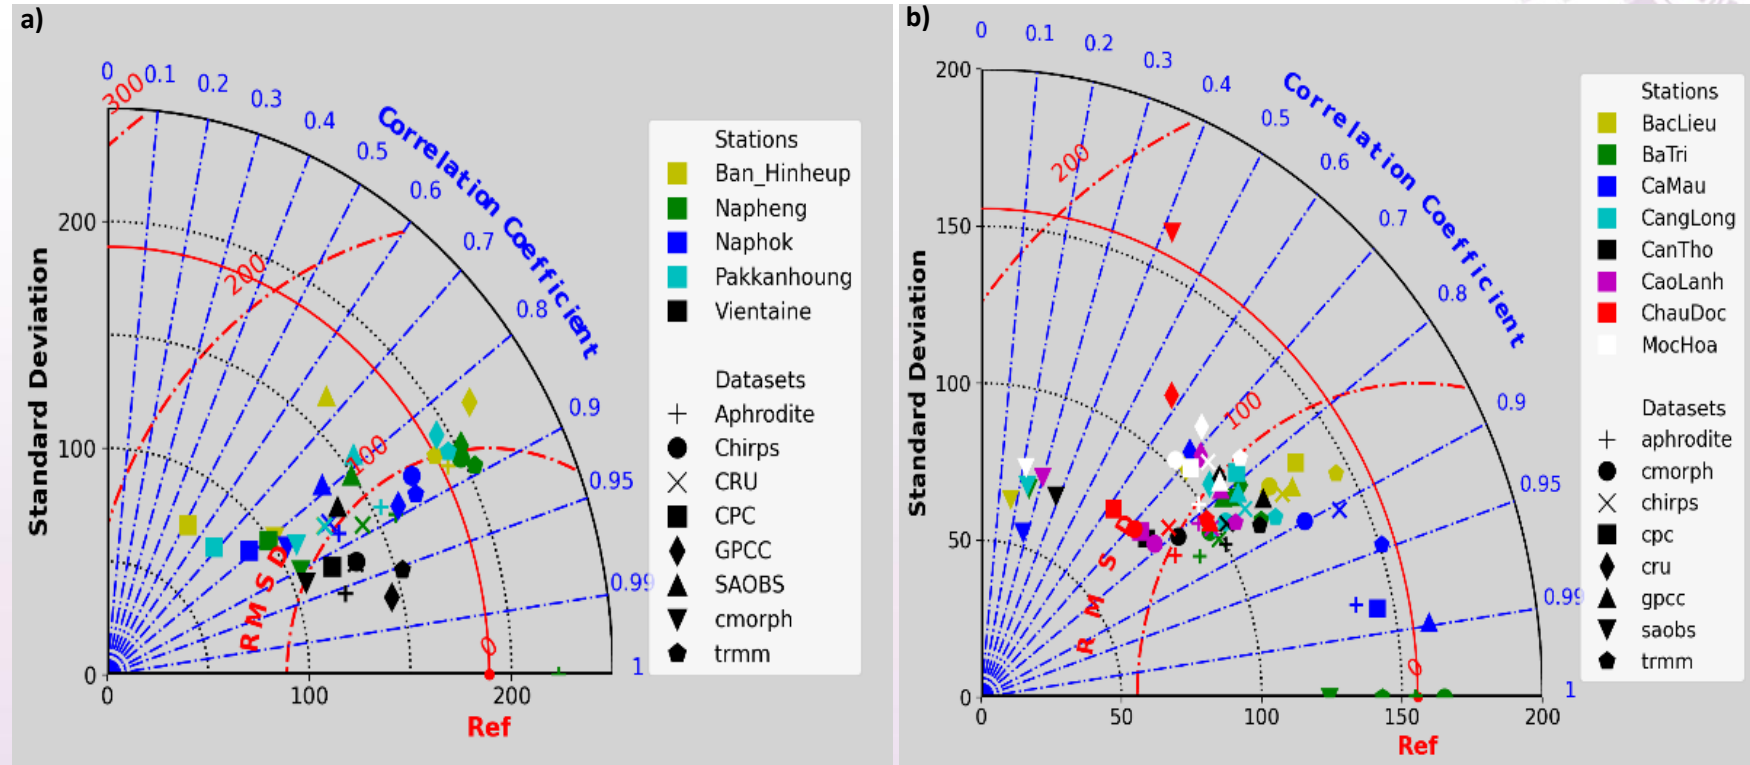 a)
0
0.1
0.2
0.3
0.4
0.5
0.6
0.7
0.8
0.9
0.95
0.99
1
Correlation Coefficient
300
200
100
0
RMSD
Standard Deviation
200
100
0
0
100
200
Ref
Stations
Ban_Hinheup
Napheng
Naphok
Pakkanhoung
Vientaine
Datasets
Aphrodite
Chirps
CRU
CPC
GPCC
SAOBS
cmorph
trmm
b)
0
0.1
0.2
0.3
0.4
0.5
0.6
0.7
0.8
0.9
0.95
0.99
1
Correlation Coefficient
200
100
0
RMSD
Standard Deviation
200
150
100
50
0
0
50
100
150
200
Ref
Stations
BacLieu
BaTri
CaMau
CangLong
CanTho
CaoLanh
ChauDoc
MocHoa
Datasets
aphrodite
cmorph
chirps
cpc
cru
gpcc
saobs
trmm